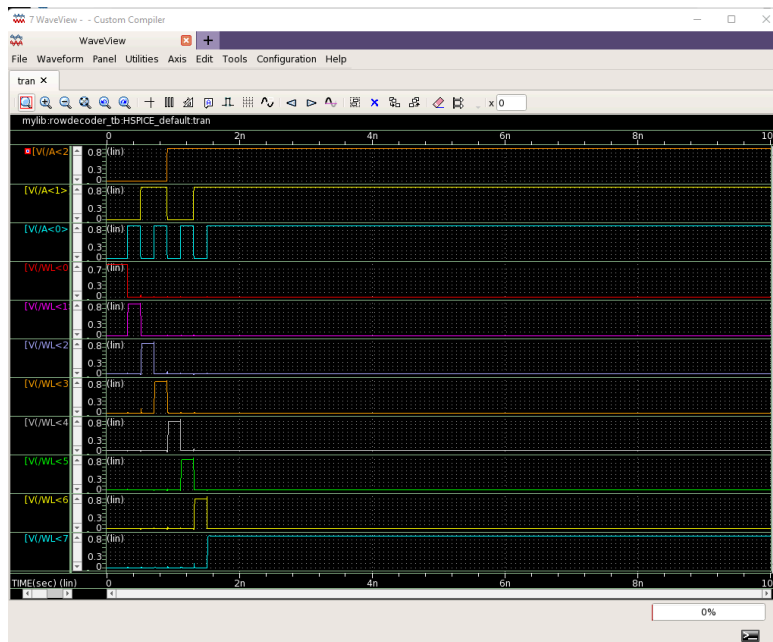 7 WaveView - - Custom Compiler
WaveView
File Waveform Panel Utilities Axis Edit Tools Configuration Help
tran
x 0
mylib:rowdecoder_tb:HSPICE_default:tran
0 2n 4n 6n 8n 10
[V(/A<2 0.8 (lin)
0.3
0
[V(/A<1> 0.8 (lin)
0.3
0
[V(/A<0> 0.8 (lin)
0.3
0
[V(/WL<0 0.7 (lin)
0.3
0
[V(/WL<1 0.8 (lin)
0.3
0
[V(/WL<2 0.8 (lin)
0.3
0
[V(/WL<3 0.8 (lin)
0.3
0
[V(/WL<4 0.8 (lin)
0.3
0
[V(/WL<5 0.8 (lin)
0.3
0
[V(/WL<6 0.8 (lin)
0.3
0
[V(/WL<7 0.8 (lin)
0.3
0
TIME(sec) (lin) 0 2n 4n 6n 8n 10
0%